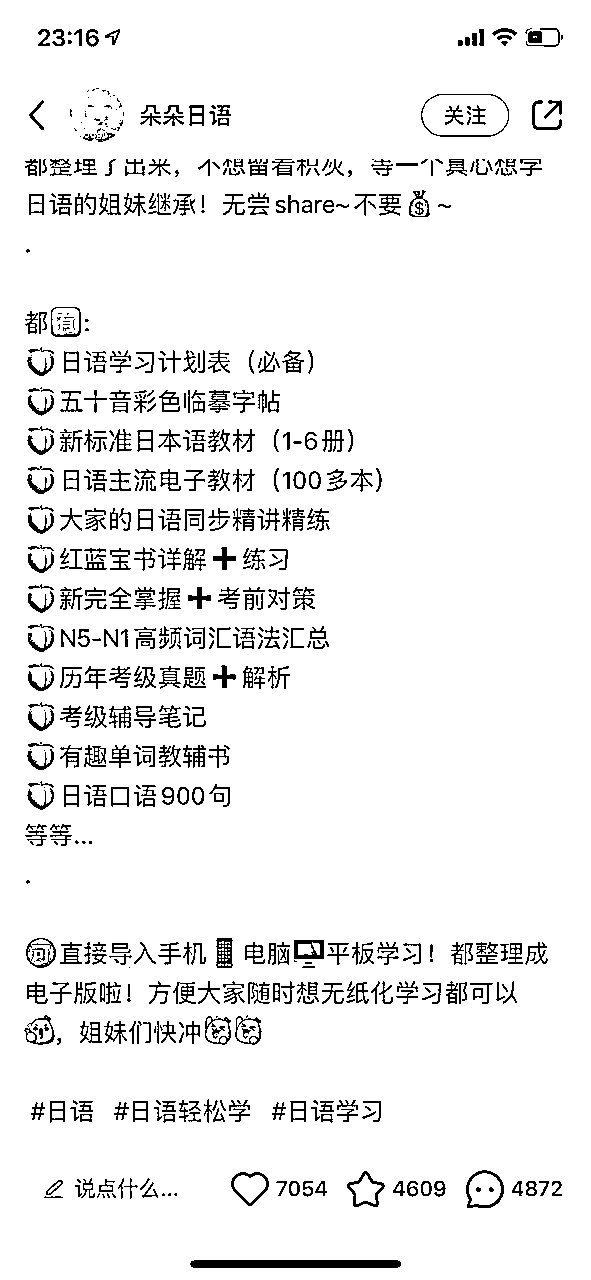 23:16
朵朵日语
关注
都整理了出来，不想留着积灰，等一个真心想学
日语的姐妹继承！无尝share~不要💰~
.
都🈶:
🍑日语学习计划表（必备）
🍑五十音彩色临摹字帖
🍑新标准日本语教材（1-6册）
🍑日语主流电子教材（100多本）
🍑大家的日语同步精讲精练
🍑红蓝宝书详解➕练习
🍑新完全掌握➕考前对策
🍑N5-N1高频词汇语法汇总
🍑历年考级真题➕解析
🍑考级辅导笔记
🍑有趣单词教辅书
🍑日语口语900句
等等...
.
🉑直接导入手机📱电脑🖥平板学习！都整理成
电子版啦！方便大家随时想无纸化学习都可以
，姐妹们快冲
#日语 #日语轻松学 #日语学习
说点什么... 7054 4609 4872